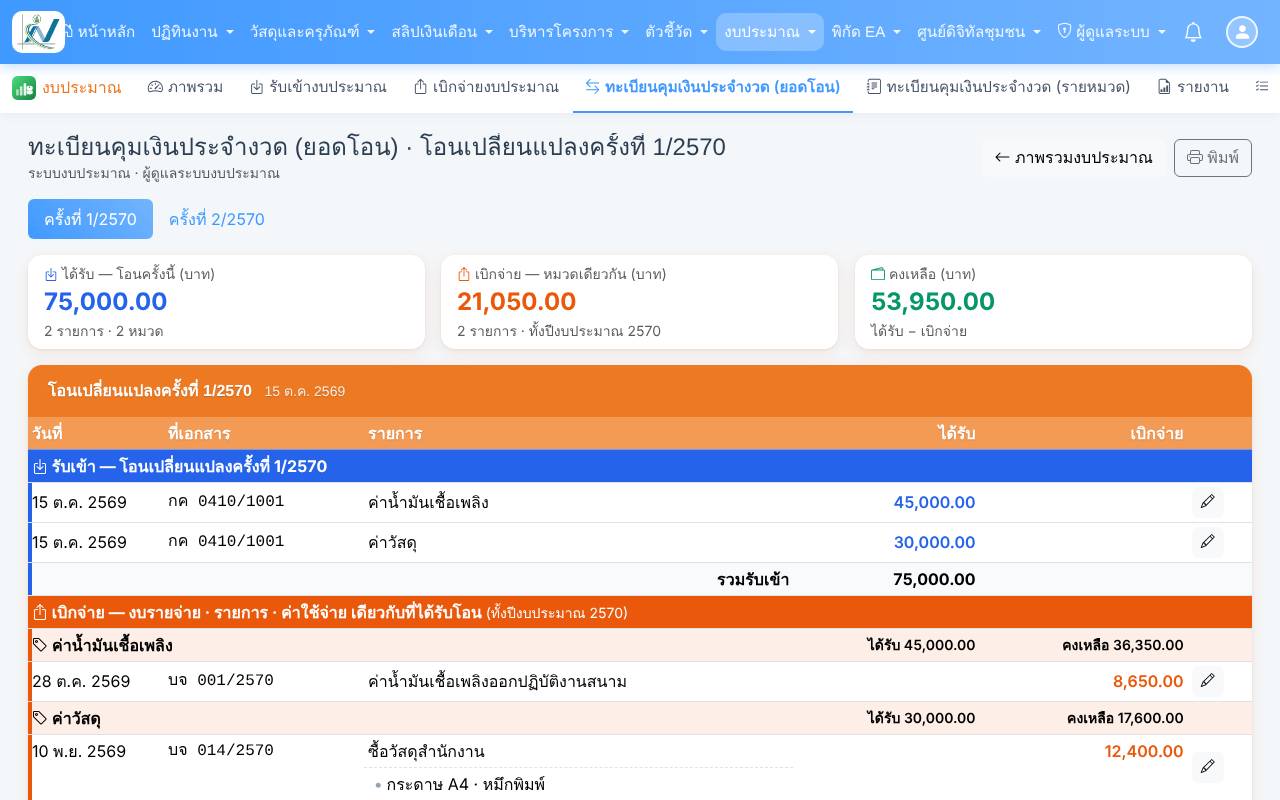 หน้าหลัก ปฏิทินงาน วัสดุและครุภัณฑ์ สลิปเงินเดือน บริหารโครงการ ตัวชี้วัด งบประมาณ พิกัด EA ศูนย์ดิจิทัลชุมชน ผู้ดูแลระบบ
งบประมาณ ภาพรวม รับเข้างบประมาณ เบิกจ่ายงบประมาณ ทะเบียนคุมเงินประจำงวด (ยอดโอน) ทะเบียนคุมเงินประจำงวด (รายหมวด) รายงาน
ทะเบียนคุมเงินประจำงวด (ยอดโอน) · โอนเปลี่ยนแปลงครั้งที่ 1/2570
ระบบงบประมาณ · ผู้ดูแลระบบงบประมาณ
← ภาพรวมงบประมาณ พิมพ์
ครั้งที่ 1/2570 ครั้งที่ 2/2570
ได้รับ — โอนครั้งนี้ (บาท)
75,000.00
2 รายการ · 2 หมวด
เบิกจ่าย — หมวดเดียวกัน (บาท)
21,050.00
2 รายการ · ทั้งปีงบประมาณ 2570
คงเหลือ (บาท)
53,950.00
ได้รับ − เบิกจ่าย
โอนเปลี่ยนแปลงครั้งที่ 1/2570 15 ต.ค. 2569
วันที่ ที่เอกสาร รายการ ได้รับ เบิกจ่าย
รับเข้า — โอนเปลี่ยนแปลงครั้งที่ 1/2570
15 ต.ค. 2569 กค 0410/1001 ค่าน้ำมันเชื้อเพลิง 45,000.00
15 ต.ค. 2569 กค 0410/1001 ค่าวัสดุ 30,000.00
รวมรับเข้า 75,000.00
เบิกจ่าย — งบรายจ่าย · รายการ · ค่าใช้จ่าย เดียวกับที่ได้รับโอน (ทั้งปีงบประมาณ 2570)
ค่าน้ำมันเชื้อเพลิง ได้รับ 45,000.00 คงเหลือ 36,350.00
28 ต.ค. 2569 บจ 001/2570 ค่าน้ำมันเชื้อเพลิงออกปฏิบัติงานสนาม 8,650.00
ค่าวัสดุ ได้รับ 30,000.00 คงเหลือ 17,600.00
10 พ.ย. 2569 บจ 014/2570 ซื้อวัสดุสำนักงาน 12,400.00
• กระดาษ A4 · หมึกพิมพ์